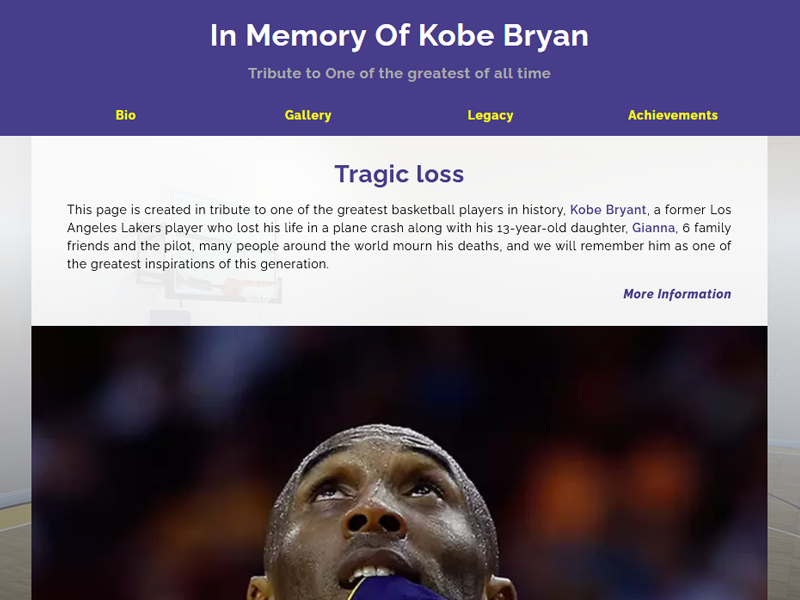 In Memory Of Kobe Bryan
Tribute to One of the greatest of all time
Bio Gallery Legacy Achievements
Tragic loss
This page is created in tribute to one of the greatest basketball players in history, Kobe Bryant, a former Los
Angeles Lakers player who lost his life in a plane crash along with his 13-year-old daughter, Gianna, 6 family
friends and the pilot, many people around the world mourn his deaths, and we will remember him as one of
the greatest inspirations of this generation.
More Information